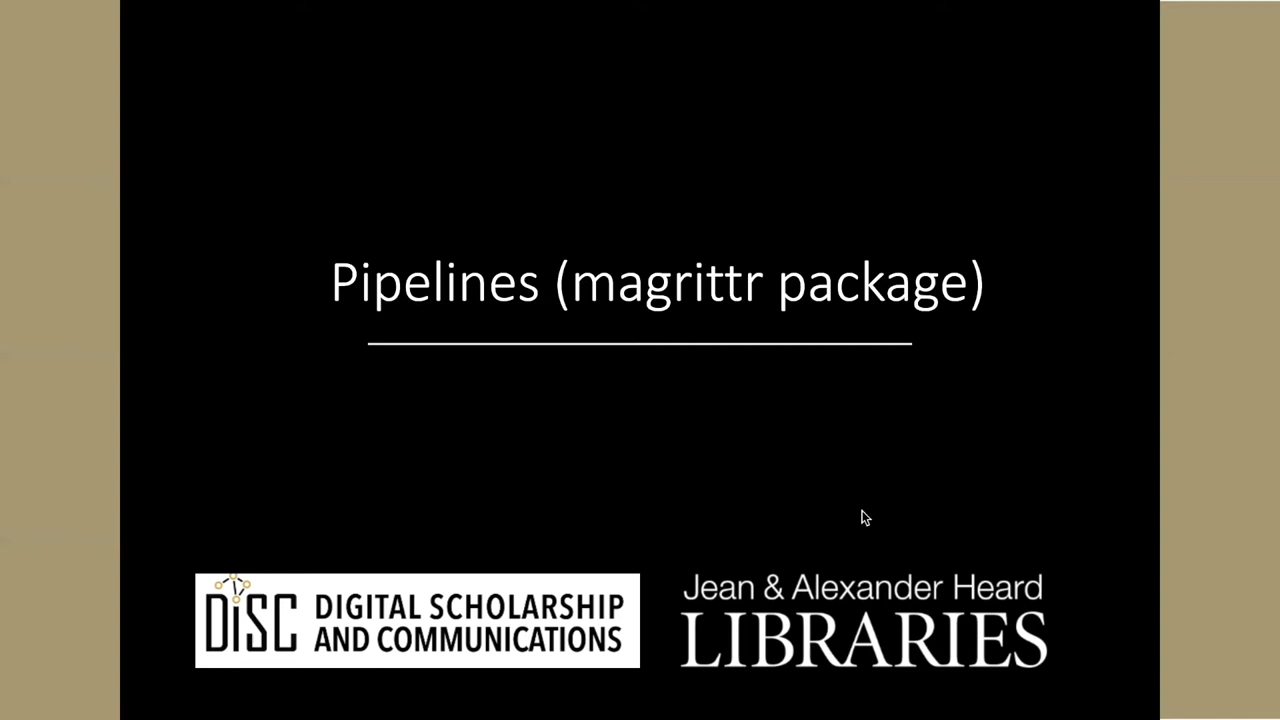 Pipelines (magrittr package)
DiSC DIGITAL SCHOLARSHIP
AND COMMUNICATIONS
Jean & Alexander Heard
LIBRARIES